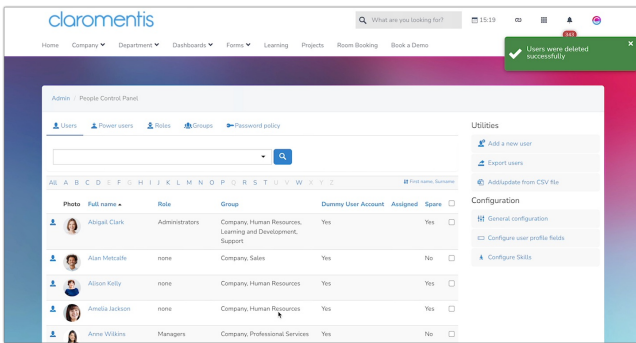 claromentis
What are you looking for?
15:19
343
Home Company Department Dashboards Forms Learning Projects Room Booking Book a Demo
Users were deleted
successfully
×
Admin / People Control Panel
Users Power users Roles Groups Password policy
All A B C D E F G H I J K L M N O P Q R S T U V W X Y Z
First name, Surname
Photo Full name Role Group Dummy User Account Assigned Spare
Abigail Clark Administrators Company, Human Resources, Yes Yes
Learning and Development,
Support
Alan Metcalfe none Company, Sales Yes No
Alison Kelly none Company, Human Resources Yes Yes
Amelia Jackson none Company, Human Resources Yes Yes
Anne Wilkins Managers Company, Professional Services Yes No
Utilities
Add a new user
Export users
Add/update from CSV file
Configuration
General configuration
Configure user profile fields
Configure Skills